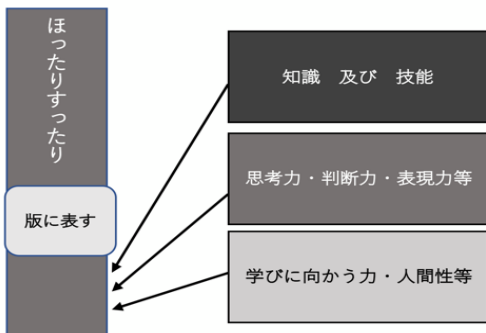 ほったりすったり
版に表す
知識　及び　技能
思考力・判断力・表現力等
学びに向かう力・人間性等